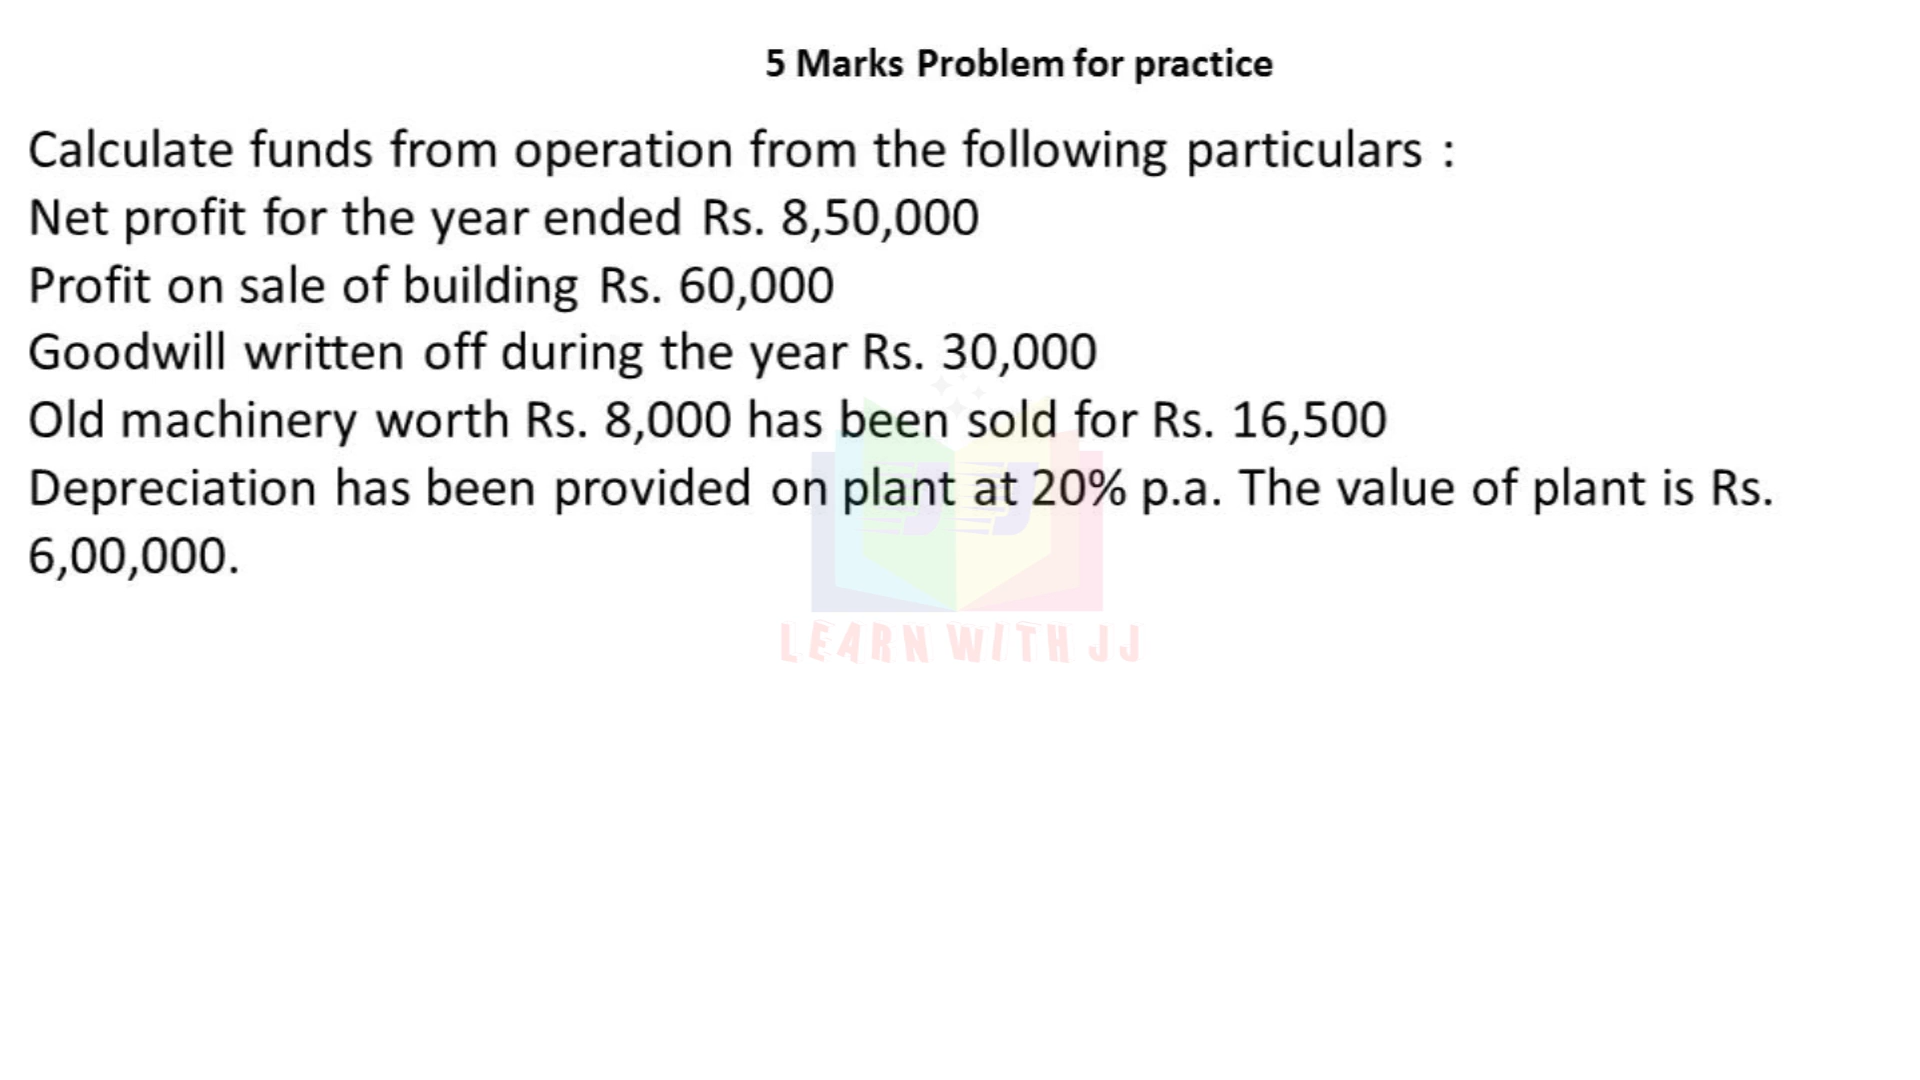 5 Marks Problem for practice
Calculate funds from operation from the following particulars :
Net profit for the year ended Rs. 8,50,000
Profit on sale of building Rs. 60,000
Goodwill written off during the year Rs. 30,000
Old machinery worth Rs. 8,000 has been sold for Rs. 16,500
Depreciation has been provided on plant at 20% p.a. The value of plant is Rs.
6,00,000.
JJ
LEARN WITH JJ